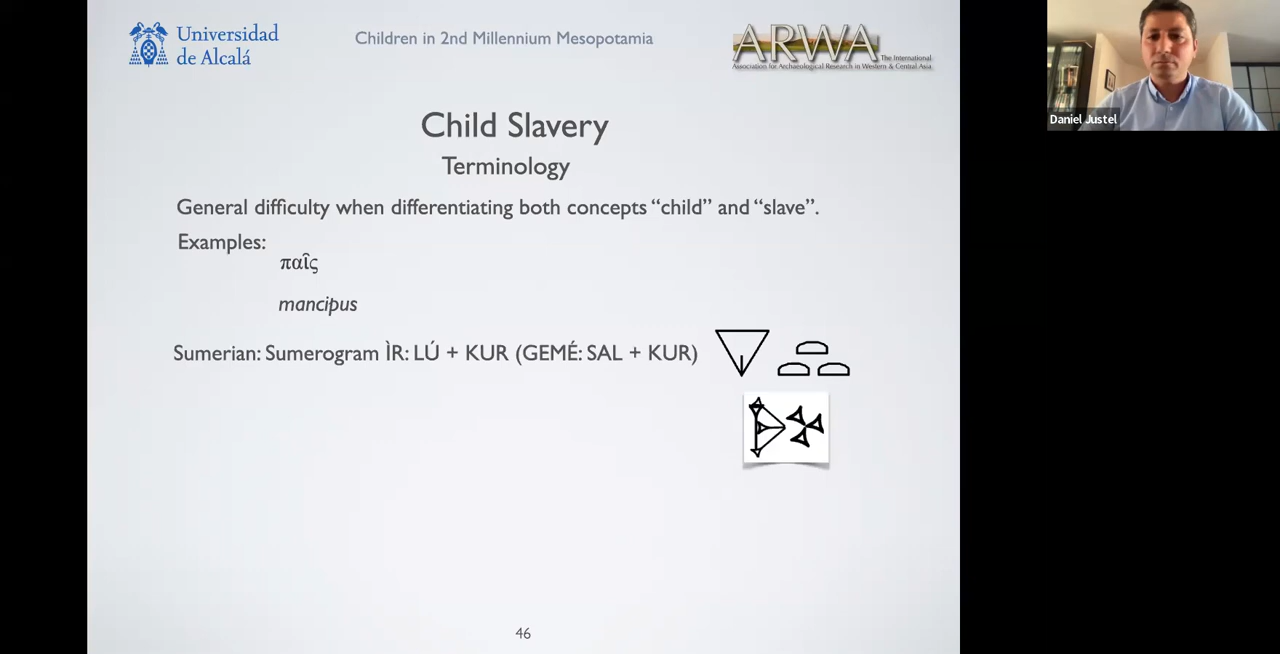 Universidad
de Alcalá
Children in 2nd Millennium Mesopotamia
ARWA
The International
Association for Archaeological Research in Western & Central Asia
Daniel Justel
Child Slavery
Terminology
General difficulty when differentiating both concepts “child” and “slave”.
Examples:
παῖς
mancipus
Sumerian: Sumerogram ÌR: LÚ + KUR (GEMÉ: SAL + KUR)
46